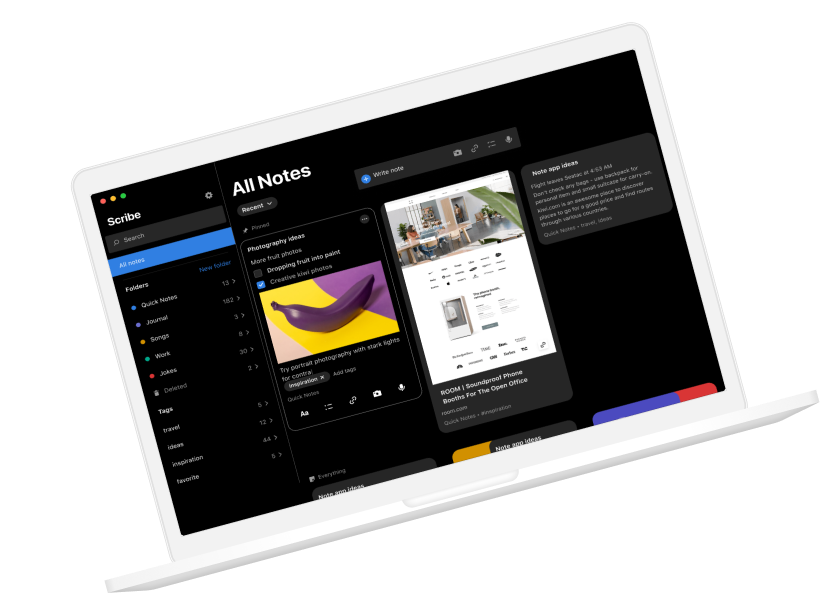 Scribe
Search
All notes
Folders
New folder
Quick Notes
13
Journal
182
Songs
3
Work
8
Jokes
30
Deleted
2
Tags
travel
5
ideas
12
inspiration
44
favorite
5
All Notes
Recent
Write note
Pinned
Photography ideas
More fruit photos
Dropping fruit into paint
Creative kiwi photos
Try portrait photography with stark lights
for contra
inspiration ×
Add tags
Quick Notes
Aa
ROOM | Soundproof Phone
Booths For The Open Office
room.com
Quick Notes • #inspiration
Note app ideas
Flight leaves Seatac at 4:53 AM
Don't check any bags - use backpack for
personal item and small suitcase for carry-on.
kiwi.com is an awesome place to discover
places to go for a good price and find routes
through various countries.
Quick Notes • travel, ideas
Everything
Note app ideas
Note app ideas